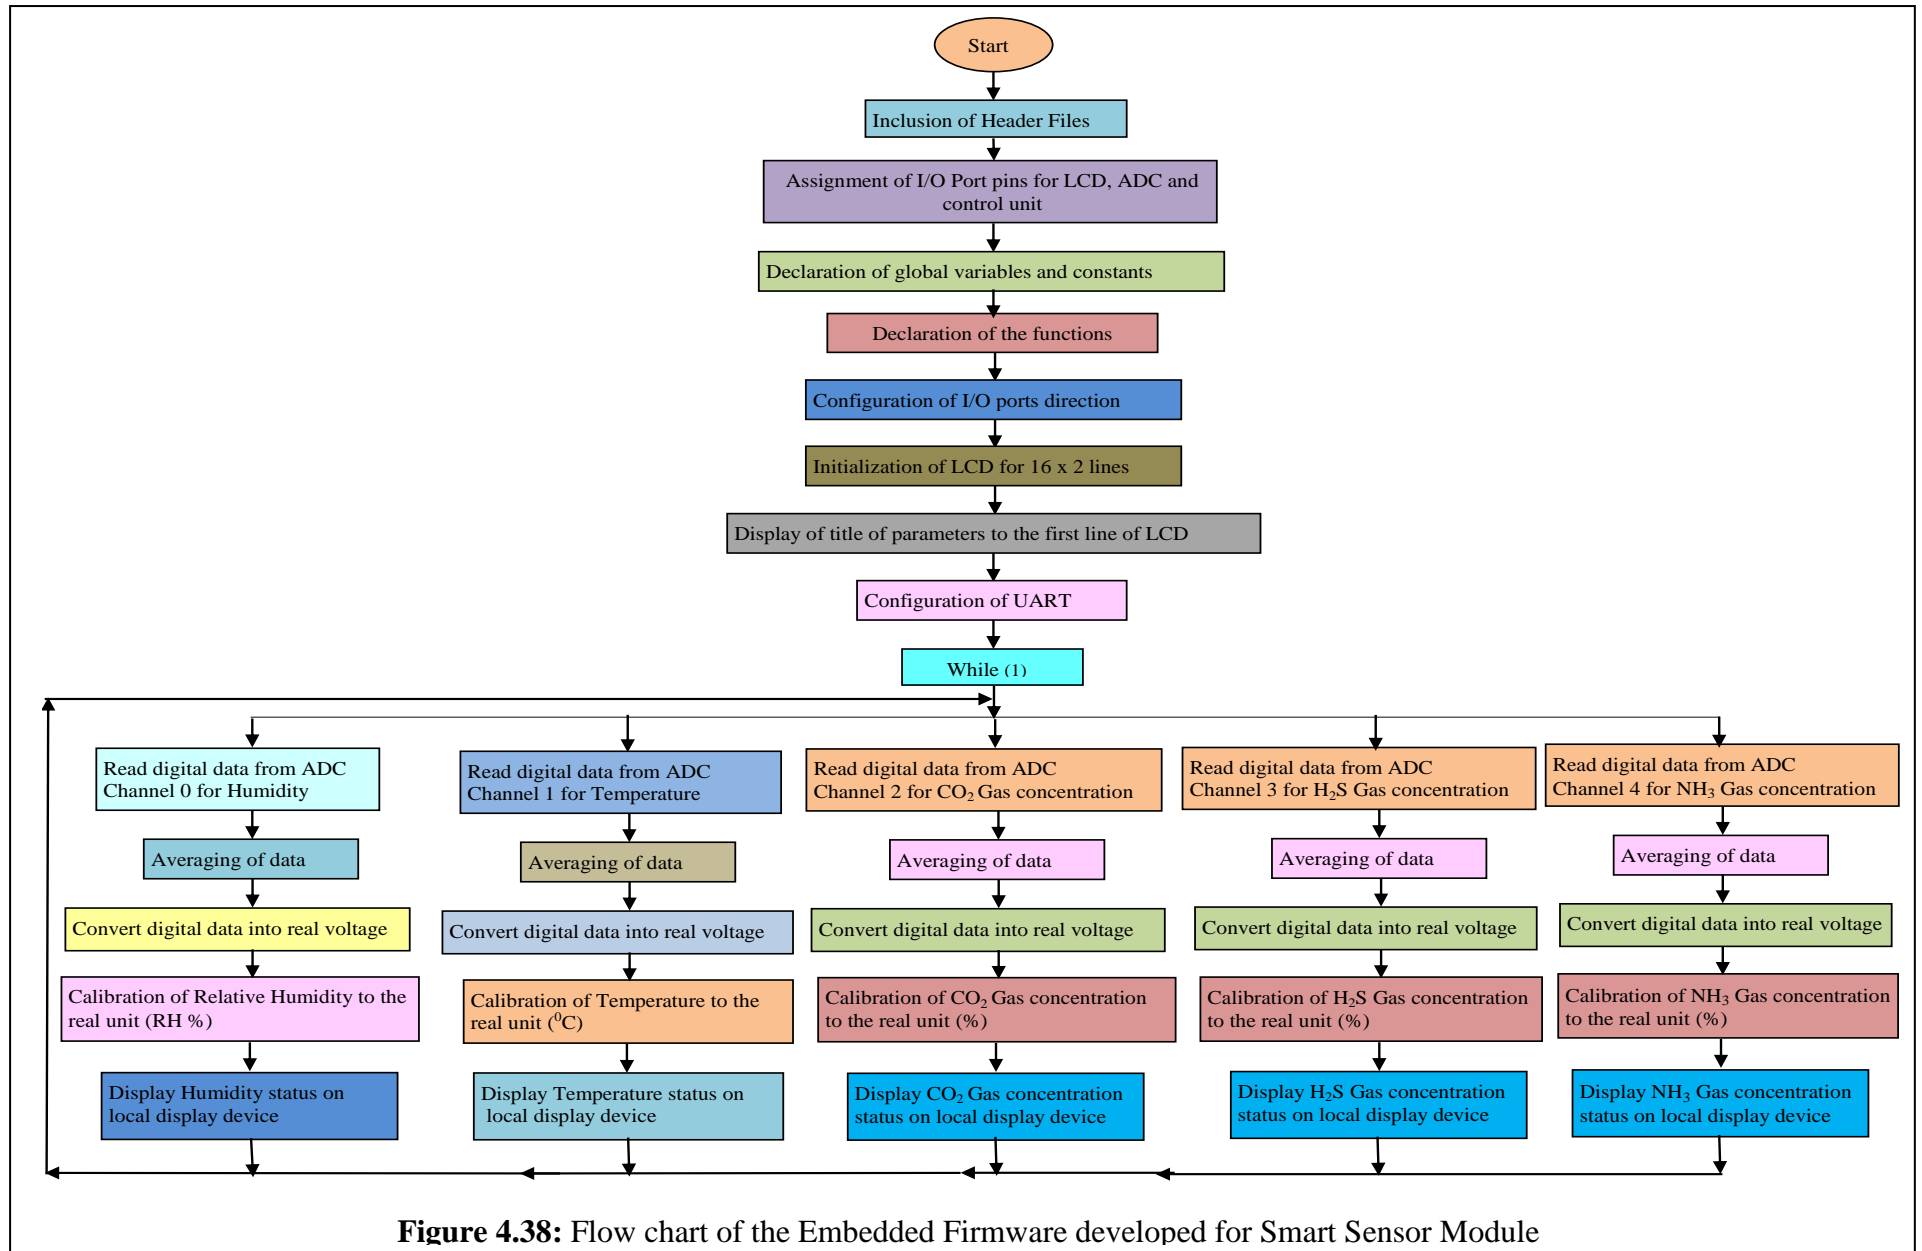 Start
Inclusion of Header Files
Assignment of I/O Port pins for LCD, ADC and
control unit
Declaration of global variables and constants
Declaration of the functions
Configuration of I/O ports direction
Initialization of LCD for 16 x 2 lines
Display of title of parameters to the first line of LCD
Configuration of UART
While (1)
Read digital data from ADC
Channel 0 for Humidity
Averaging of data
Convert digital data into real voltage
Calibration of Relative Humidity to the
real unit (RH %)
Display Humidity status on
local display device
Read digital data from ADC
Channel 1 for Temperature
Averaging of data
Convert digital data into real voltage
Calibration of Temperature to the
real unit (⁰C)
Display Temperature status on
local display device
Read digital data from ADC
Channel 2 for CO₂ Gas concentration
Averaging of data
Convert digital data into real voltage
Calibration of CO₂ Gas concentration
to the real unit (%)
Display CO₂ Gas concentration
status on local display device
Read digital data from ADC
Channel 3 for H₂S Gas concentration
Averaging of data
Convert digital data into real voltage
Calibration of H₂S Gas concentration
to the real unit (%)
Display H₂S Gas concentration
status on local display device
Read digital data from ADC
Channel 4 for NH₃ Gas concentration
Averaging of data
Convert digital data into real voltage
Calibration of NH₃ Gas concentration
to the real unit (%)
Display NH₃ Gas concentration
status on local display device
Figure 4.38: Flow chart of the Embedded Firmware developed for Smart Sensor Module